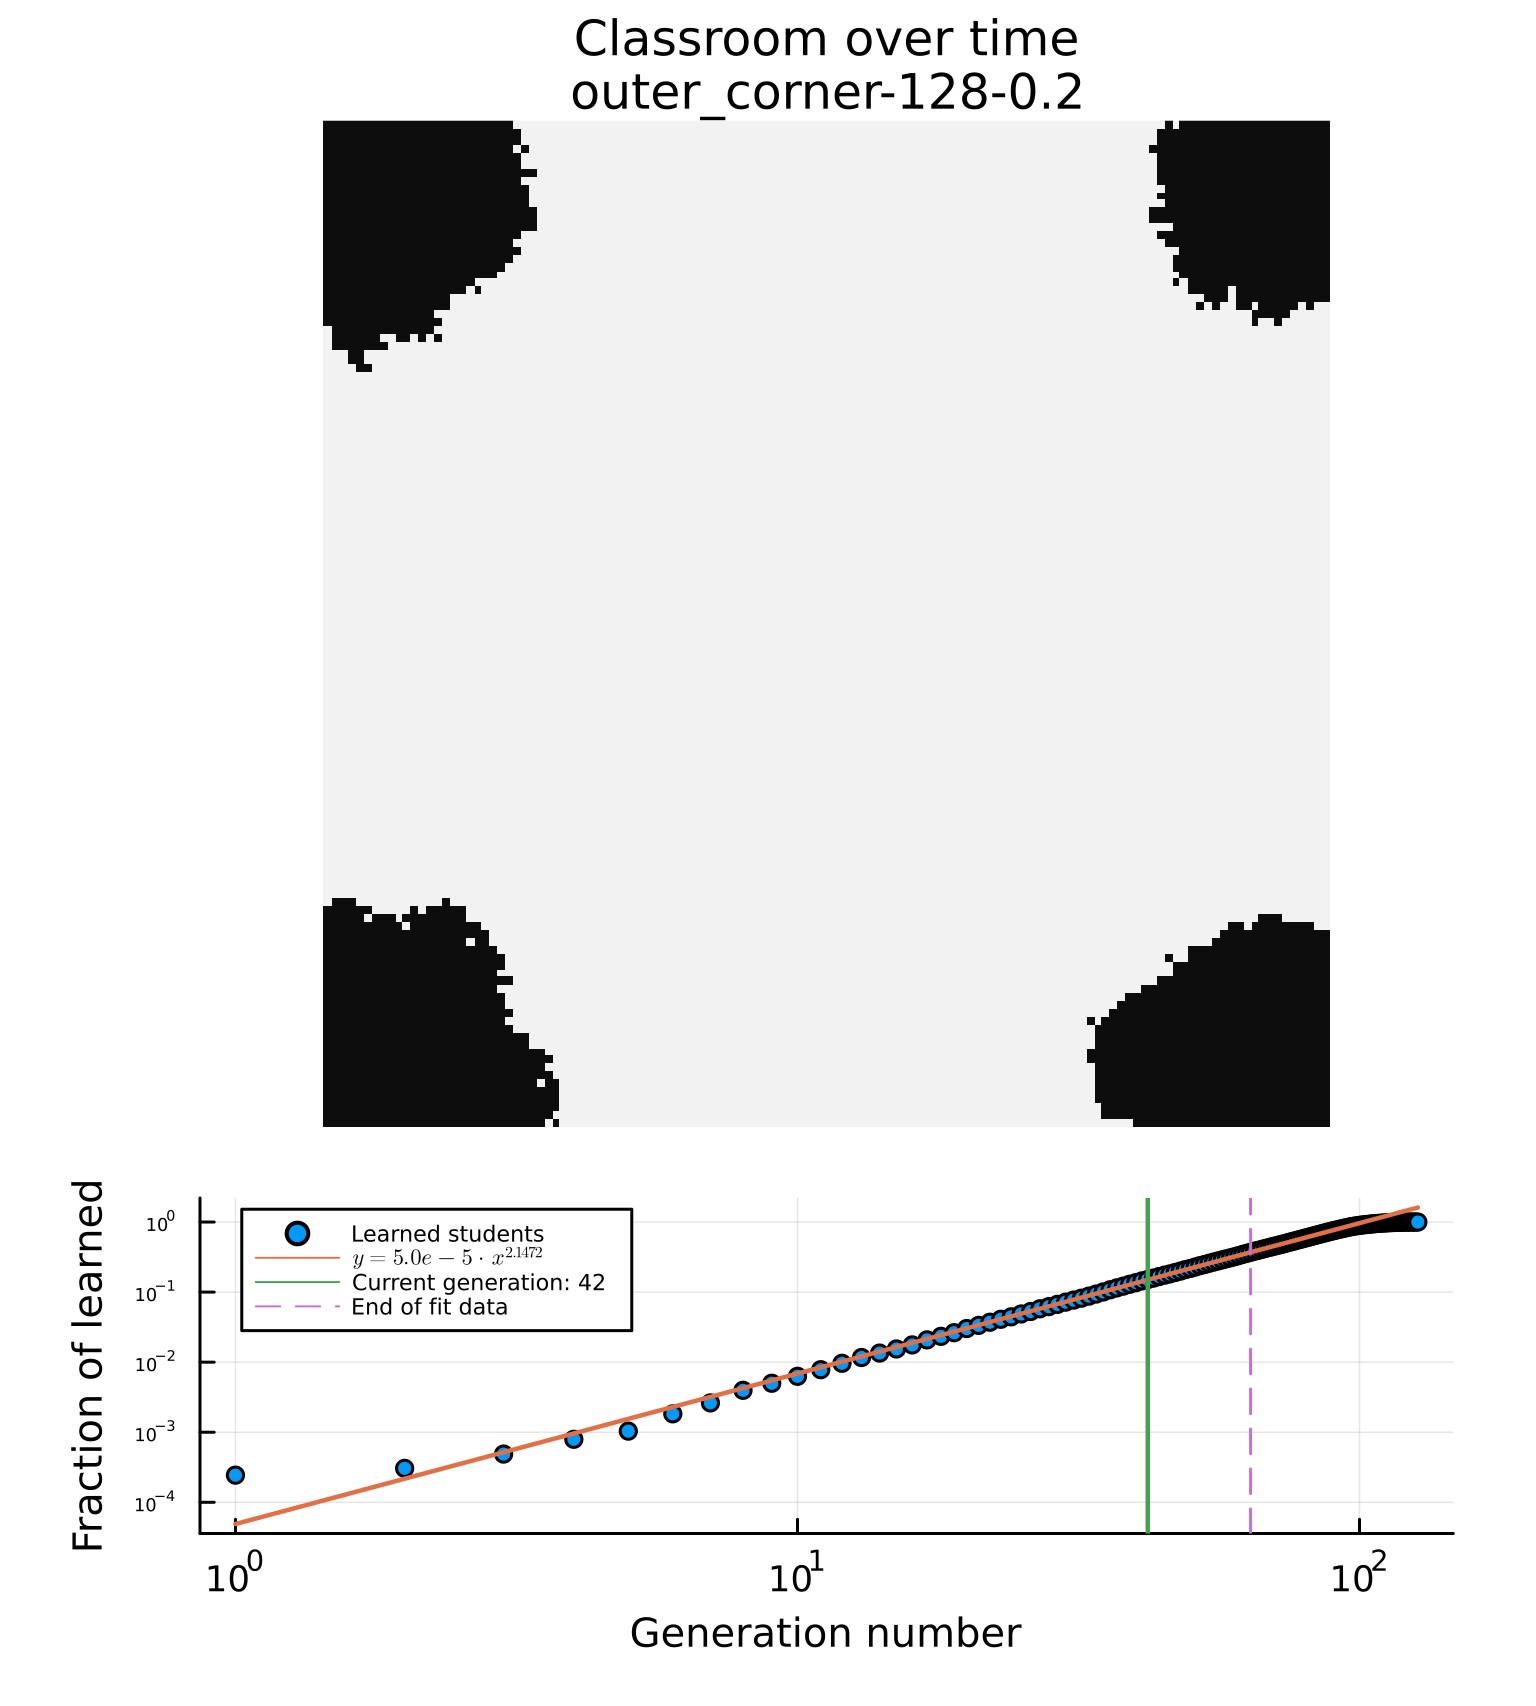 Classroom over time
outer_corner-128-0.2
Fraction of learned
10^0
10^-1
10^-2
10^-3
10^-4
Learned students
y = 5.0e − 5 · x^2.1472
Current generation: 42
End of fit data
10^0 10^1 10^2
Generation number